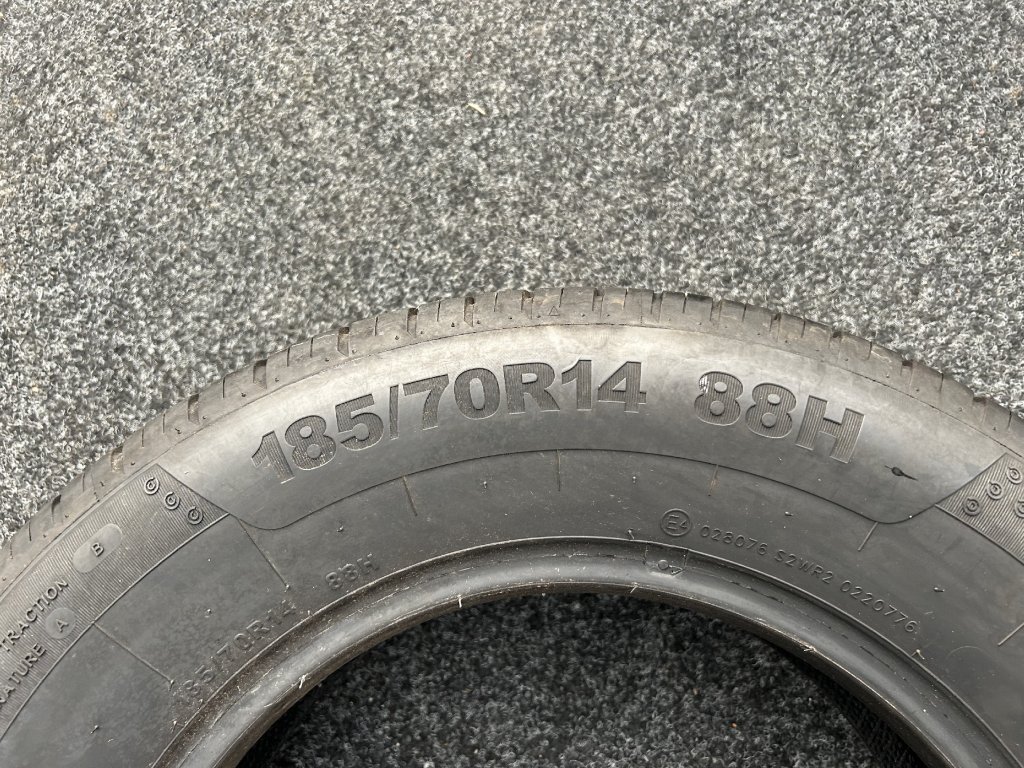 185/70R14 88H
E4 028076 S2WR2 0220776
TRACTION B
A
185/70R14 88H